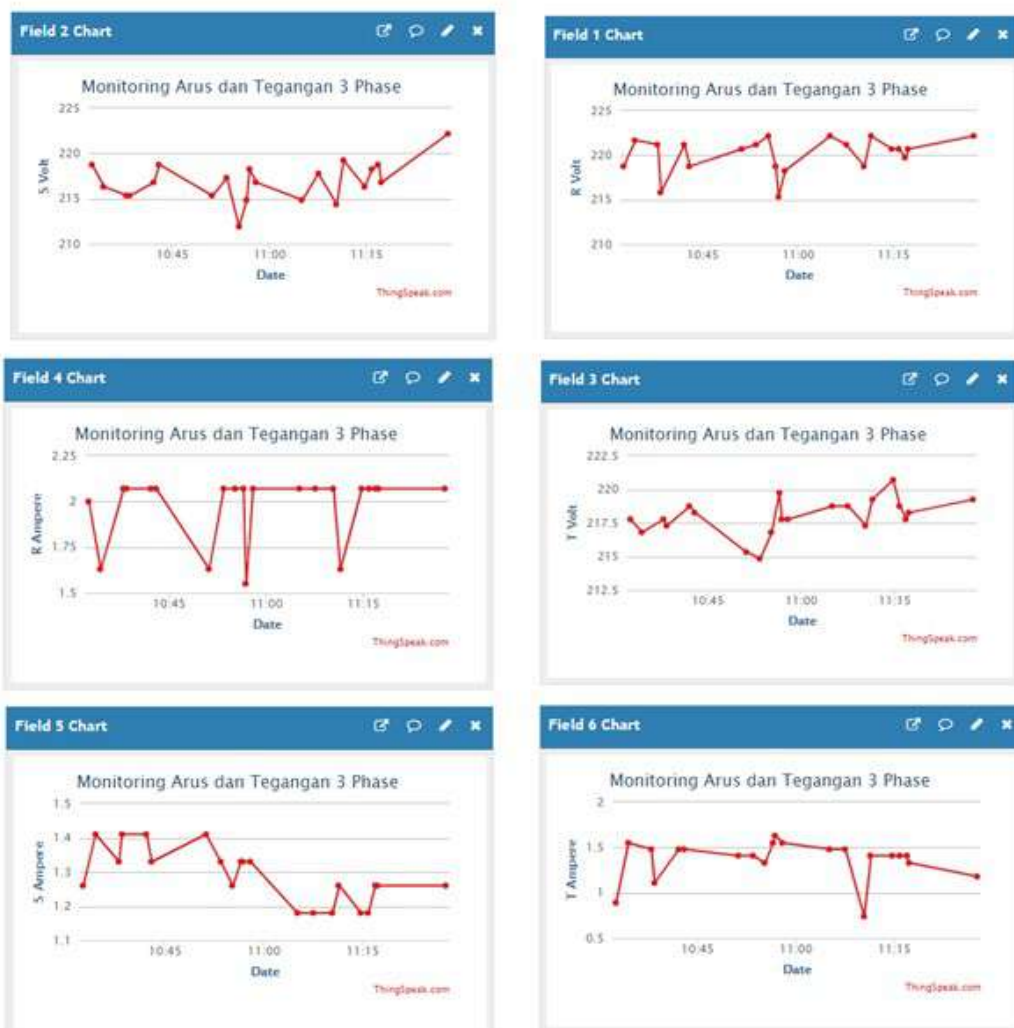 Field 2 Chart
Monitoring Arus dan Tegangan 3 Phase
225
220
215
210
S Volt
10:45 11:00 11:15
Date
ThingSpeak.com
Field 1 Chart
Monitoring Arus dan Tegangan 3 Phase
225
220
215
210
R Volt
10:45 11:00 11:15
Date
ThingSpeak.com
Field 4 Chart
Monitoring Arus dan Tegangan 3 Phase
2.25
2
1.75
1.5
R Ampere
10:45 11:00 11:15
Date
ThingSpeak.com
Field 3 Chart
Monitoring Arus dan Tegangan 3 Phase
222.5
220
217.5
215
212.5
T Volt
10:45 11:00 11:15
Date
ThingSpeak.com
Field 5 Chart
Monitoring Arus dan Tegangan 3 Phase
1.5
1.4
1.3
1.2
1.1
S Ampere
10:45 11:00 11:15
Date
ThingSpeak.com
Field 6 Chart
Monitoring Arus dan Tegangan 3 Phase
2
1.5
1
0.5
T Ampere
10:45 11:00 11:15
Date
ThingSpeak.com